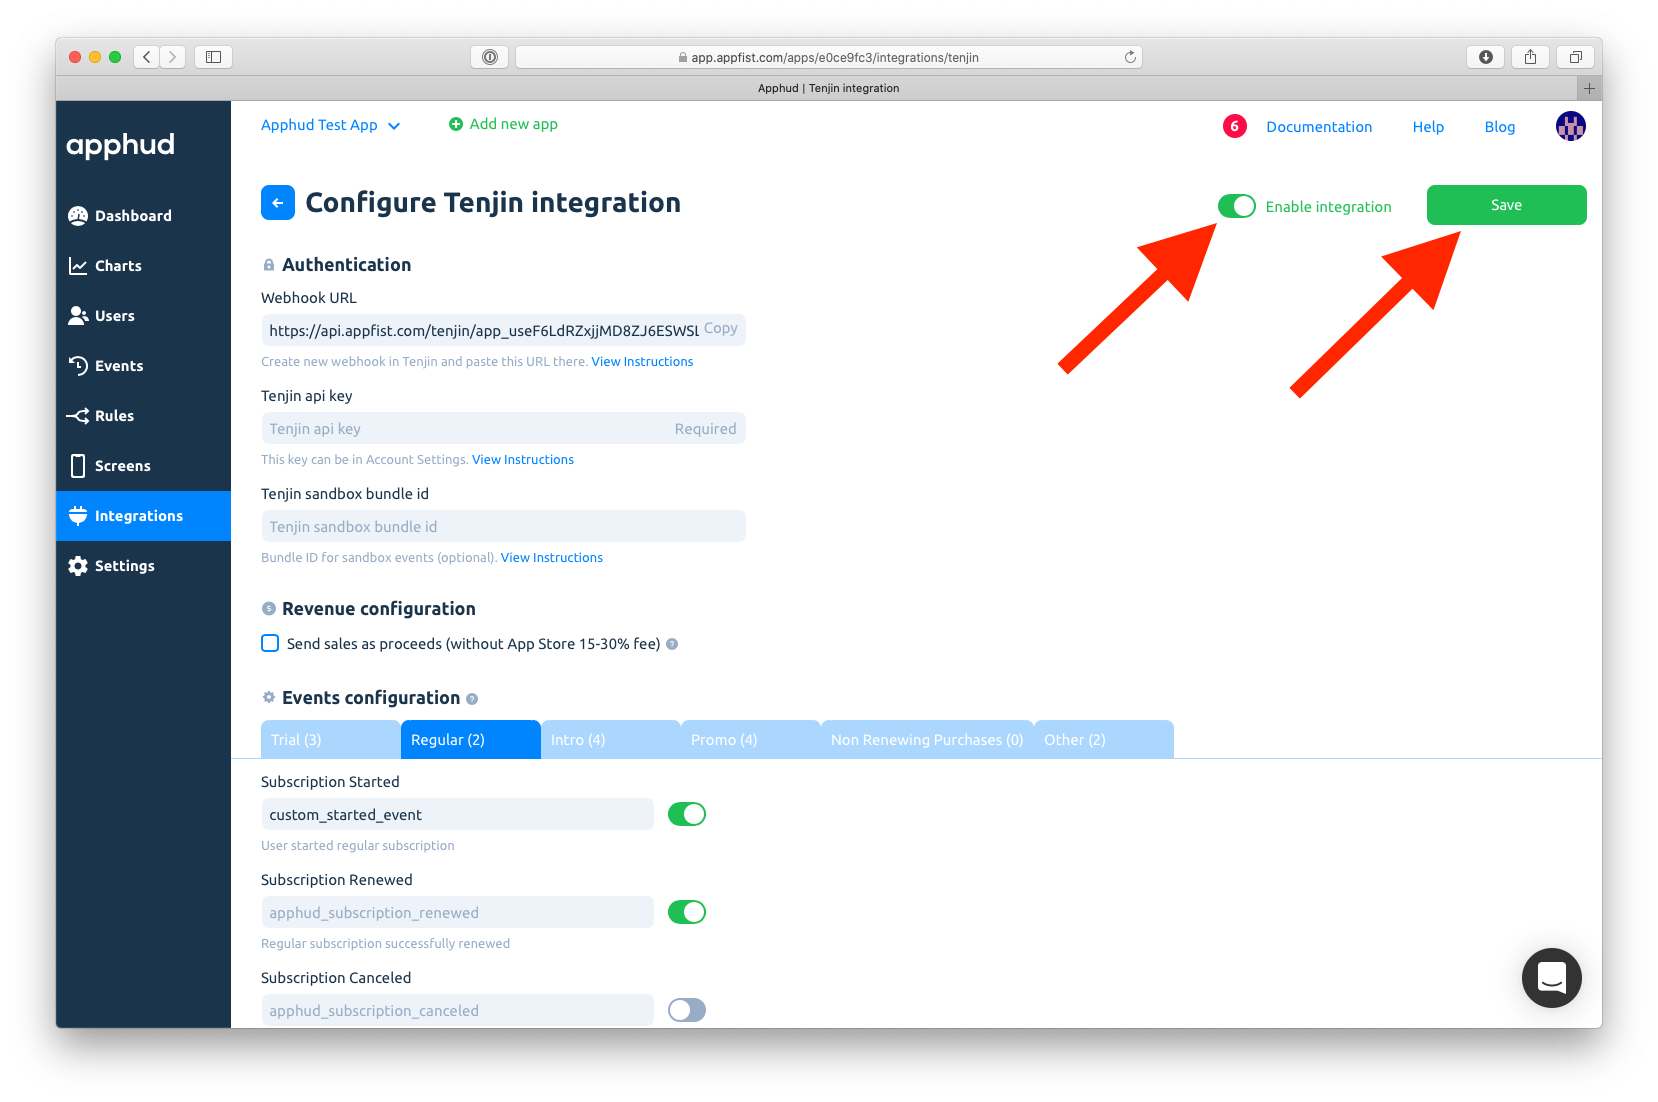 app.appfist.com/apps/e0ce9fc3/integrations/tenjin
Apphud | Tenjin integration
apphud
Apphud Test App
Add new app
6
Documentation
Help
Blog
Dashboard
Charts
Users
Events
Rules
Screens
Integrations
Settings
Configure Tenjin integration
Enable integration
Save
Authentication
Webhook URL
https://api.appfist.com/tenjin/app_useF6LdRZxjjMD8ZJ6ESWSL Copy
Create new webhook in Tenjin and paste this URL there. View Instructions
Tenjin api key
Tenjin api key Required
This key can be in Account Settings. View Instructions
Tenjin sandbox bundle id
Tenjin sandbox bundle id
Bundle ID for sandbox events (optional). View Instructions
Revenue configuration
Send sales as proceeds (without App Store 15-30% fee) ?
Events configuration ?
Trial (3)
Regular (2)
Intro (4)
Promo (4)
Non Renewing Purchases (0)
Other (2)
Subscription Started
custom_started_event
User started regular subscription
Subscription Renewed
apphud_subscription_renewed
Regular subscription successfully renewed
Subscription Canceled
apphud_subscription_canceled